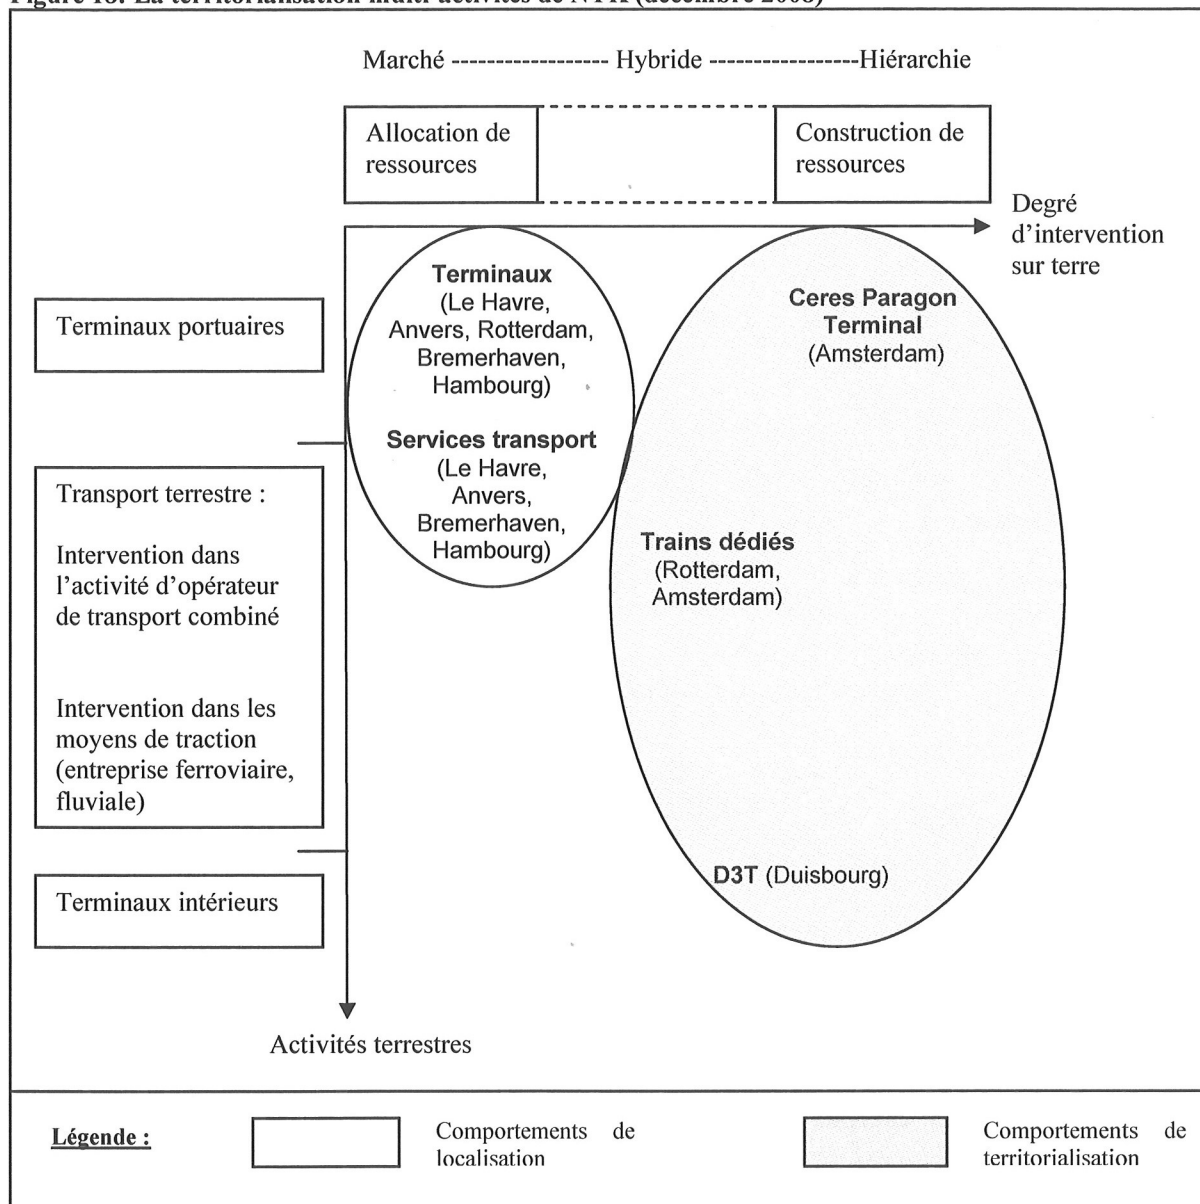 Marché ------------------ Hybride -----------------Hiérarchie
Allocation de
ressources
Construction de
ressources
Degré
d'intervention
sur terre
Terminaux portuaires
Terminaux
(Le Havre,
Anvers, Rotterdam,
Bremerhaven,
Hambourg)
Ceres Paragon
Terminal
(Amsterdam)
Services transport
(Le Havre,
Anvers,
Bremerhaven,
Hambourg)
Transport terrestre :
Intervention dans
l'activité d'opérateur
de transport combiné
Intervention dans les
moyens de traction
(entreprise ferroviaire,
fluviale)
Trains dédiés
(Rotterdam,
Amsterdam)
D3T (Duisbourg)
Terminaux intérieurs
Activités terrestres
Légende :
Comportements de
localisation
Comportements de
territorialisation